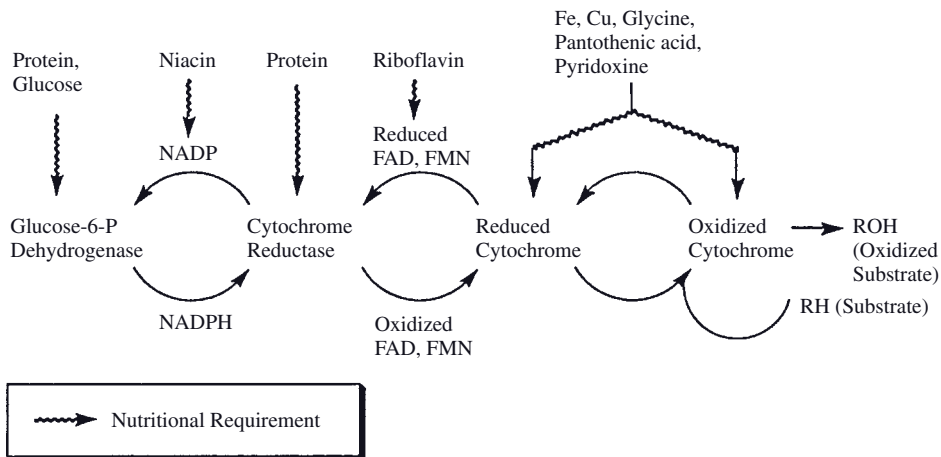 Protein,
Glucose
Niacin
Protein
Riboflavin
Fe, Cu, Glycine,
Pantothenic acid,
Pyridoxine
NADP
Reduced
FAD, FMN
Glucose-6-P
Dehydrogenase
Cytochrome
Reductase
Reduced
Cytochrome
Oxidized
Cytochrome
ROH
(Oxidized
Substrate)
RH (Substrate)
NADPH
Oxidized
FAD, FMN
Nutritional Requirement